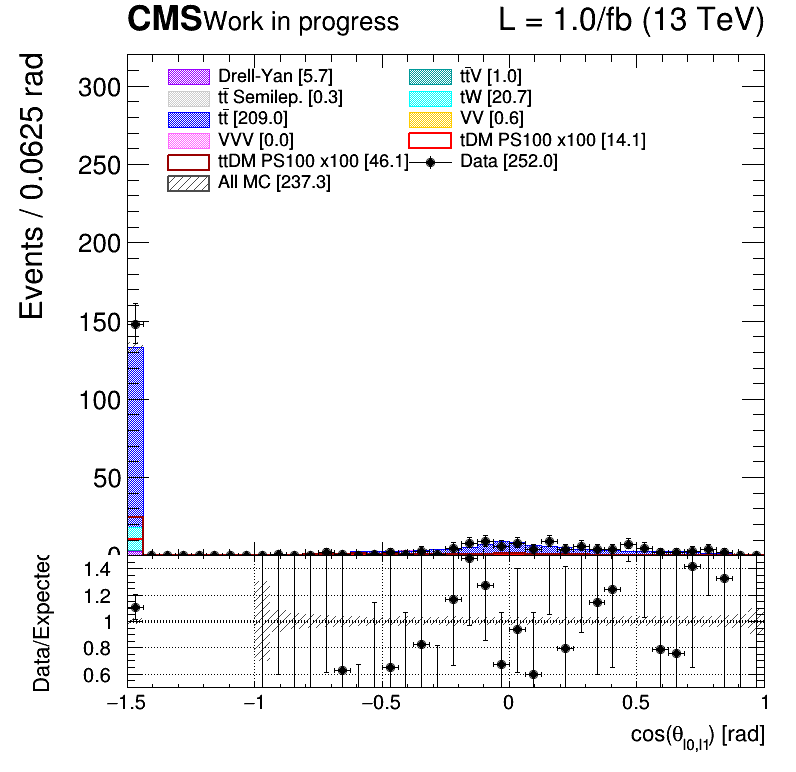 CMS Work in progress L = 1.0/fb (13 TeV)
Events / 0.0625 rad
300
250
200
150
100
50
0
Drell-Yan [5.7] tt̄V [1.0]
tt̄ Semilep. [0.3] tW [20.7]
tt̄ [209.0] VV [0.6]
VVV [0.0] tDM PS100 x100 [14.1]
ttDM PS100 x100 [46.1] Data [252.0]
All MC [237.3]
Data/Expected
1.4
1.2
1
0.8
0.6
−1.5 −1 −0.5 0 0.5 1
cos(θl0,l1) [rad]